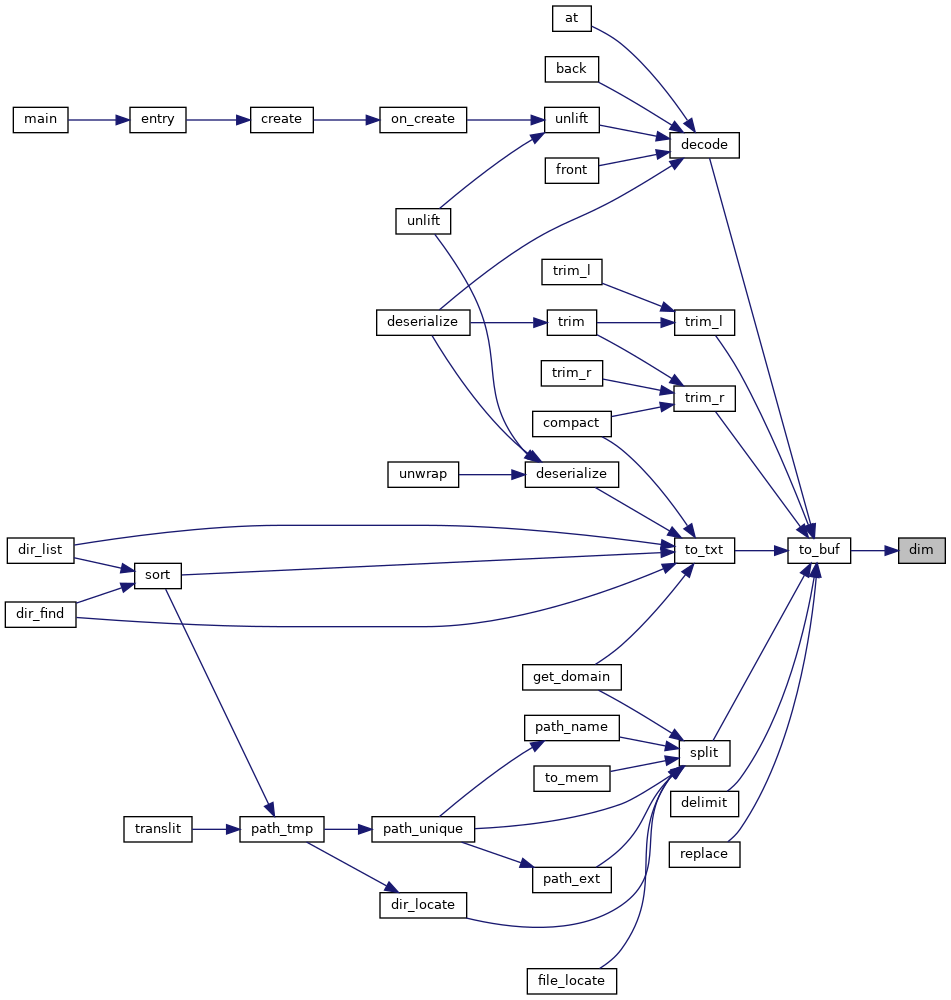 at
back
main
entry
create
on_create
unlift
decode
front
unlift
trim_l
deserialize
trim
trim_l
trim_r
trim_r
compact
unwrap
deserialize
dir_list
to_txt
to_buf
dim
sort
dir_find
get_domain
path_name
split
to_mem
delimit
translit
path_tmp
path_unique
replace
path_ext
dir_locate
file_locate